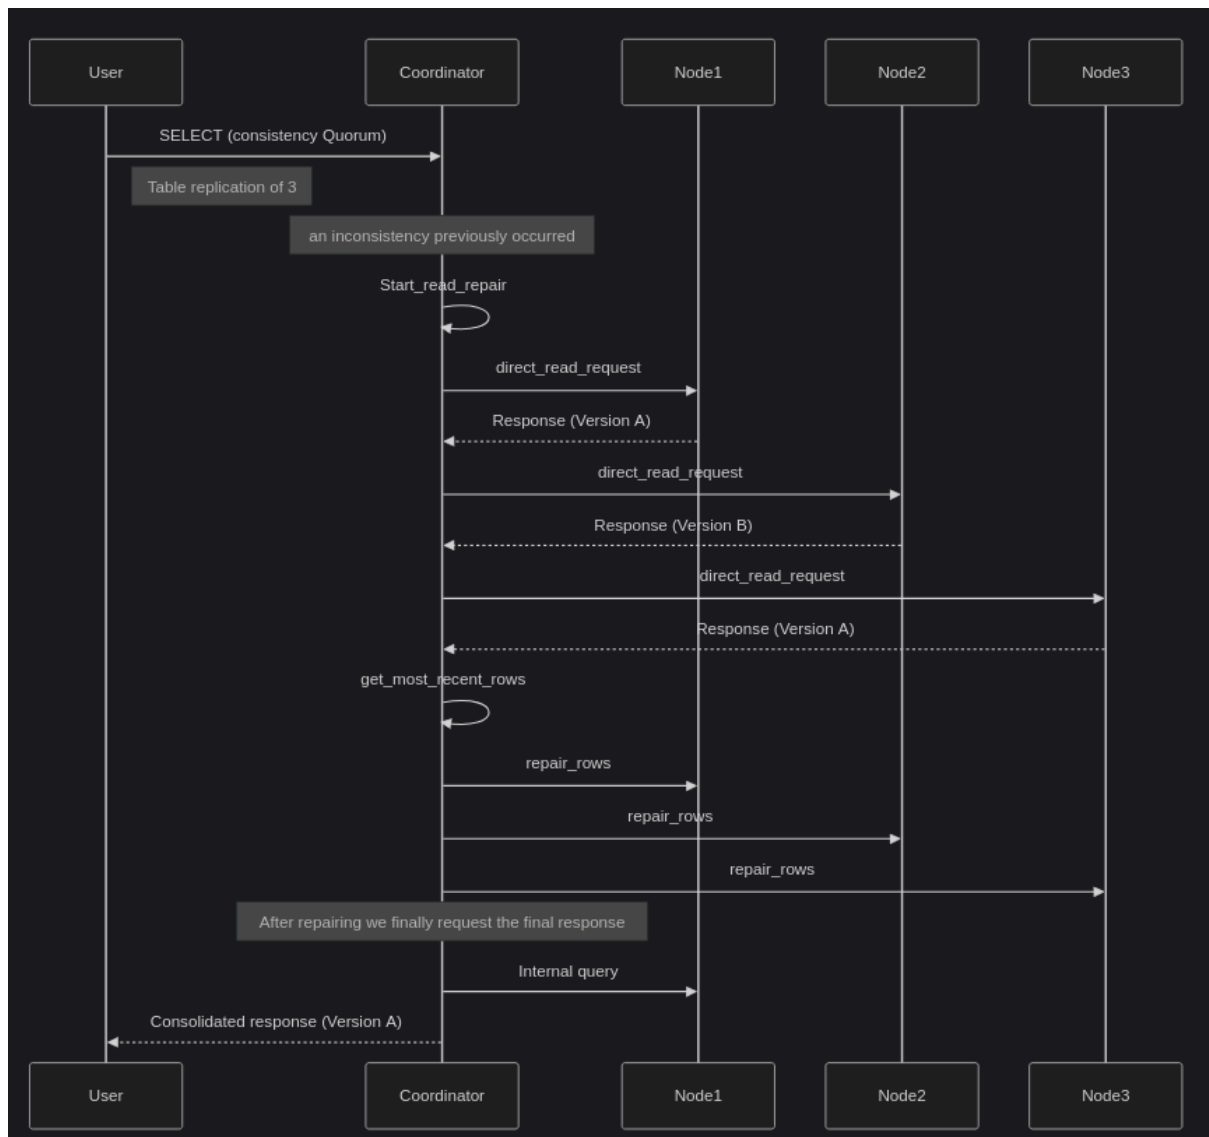 User
Coordinator
Node1
Node2
Node3
SELECT (consistency Quorum)
Table replication of 3
an inconsistency previously occurred
Start_read_repair
direct_read_request
Response (Version A)
direct_read_request
Response (Version B)
direct_read_request
Response (Version A)
get_most_recent_rows
repair_rows
repair_rows
repair_rows
After repairing we finally request the final response
Internal query
Consolidated response (Version A)
User
Coordinator
Node1
Node2
Node3